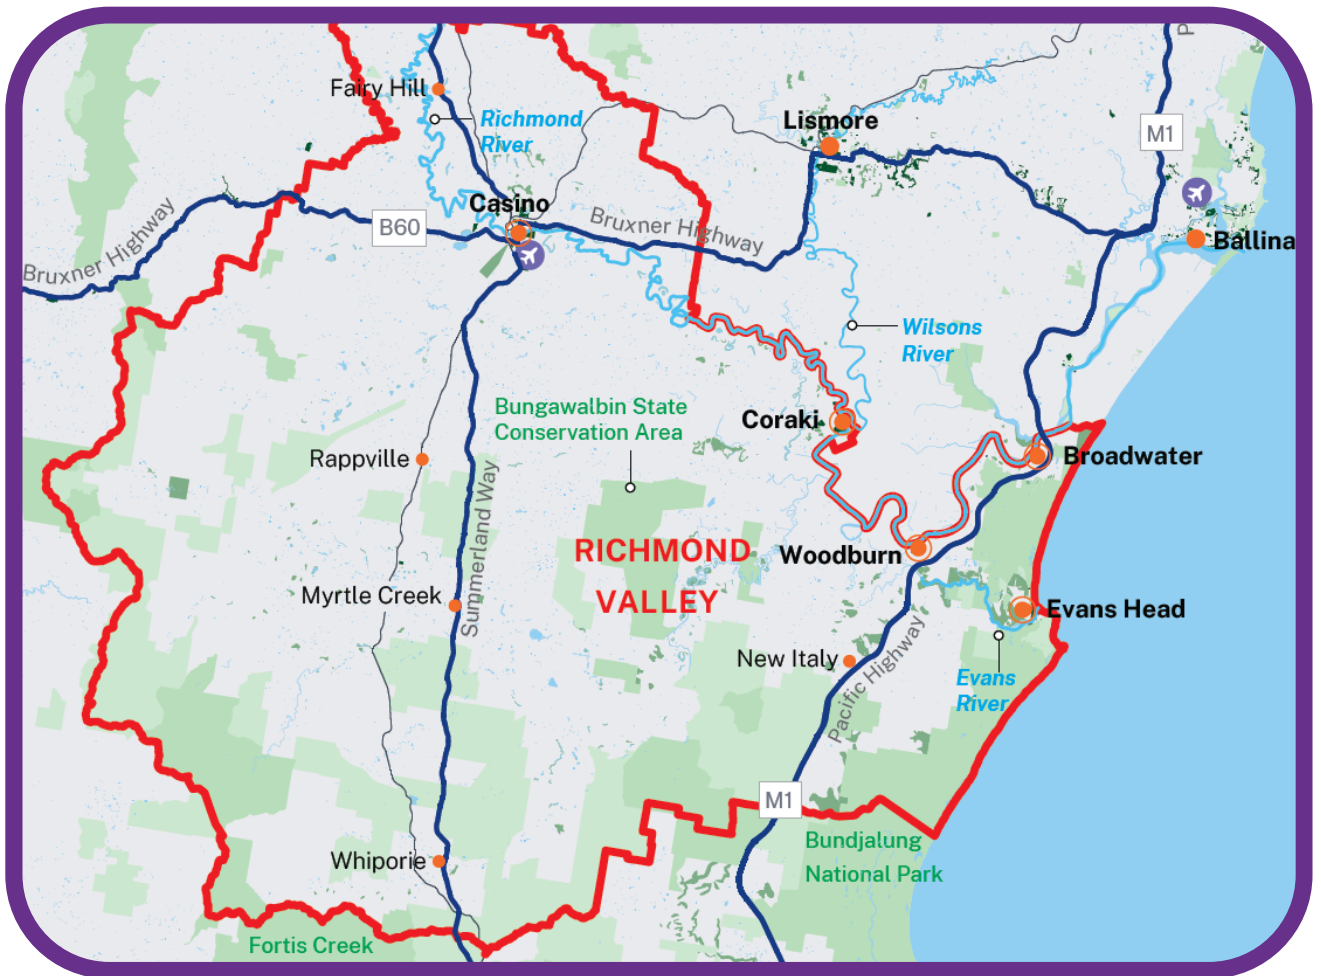 P
Fairy Hill
Richmond
River
Lismore
M1
Casino
B60
Bruxner Highway
Bruxner Highway
Ballina
Wilsons
River
Bungawalbin State
Conservation Area
Coraki
Rappville
Broadwater
Summerland Way
RICHMOND
VALLEY
Woodburn
Myrtle Creek
Evans Head
New Italy
Pacific Highway
Evans
River
M1
Bundjalung
National Park
Whiporie
Fortis Creek